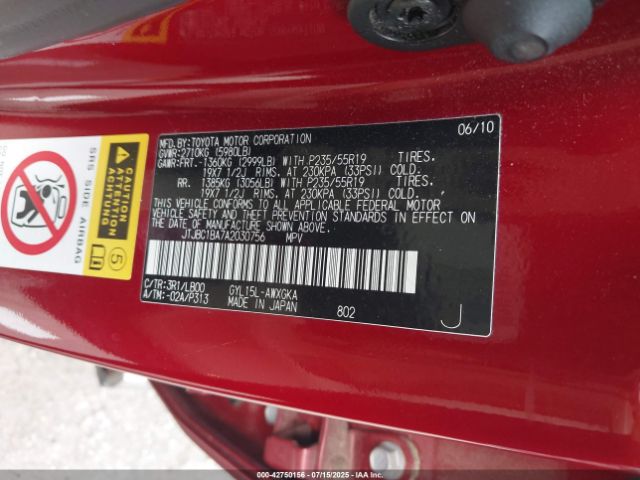 06/10
MFD. BY: TOYOTA MOTOR CORPORATION
GVWR: 2710KG (5980LB)
GAWR: FRT. -1360KG (2999LB) WITH P235/55R19 TIRES.
19X7 1/2J RIMS. AT 230KPA (33PSI) COLD.
RR. 1385KG (3056LB) WITH P235/55R19 TIRES.
19X7 1/2J RIMS. AT 230KPA (33PSI) COLD.
THIS VEHICLE CONFORMS TO ALL APPLICABLE FEDERAL MOTOR
VEHICLE SAFETY AND THEFT PREVENTION STANDARDS IN EFFECT ON
THE DATE OF MANUFACTURE SHOWN ABOVE.
JTJBC1BA7A2030756 MPV
C/TR: 3R1/LB00 GYL15L-AWXGKA
A/TM: -02A/P313 MADE IN JAPAN
802
J
SRS SIDE AIRBAG
ACHTUNG
5
000-42750156 - 07/15/2025 - IAA Inc.